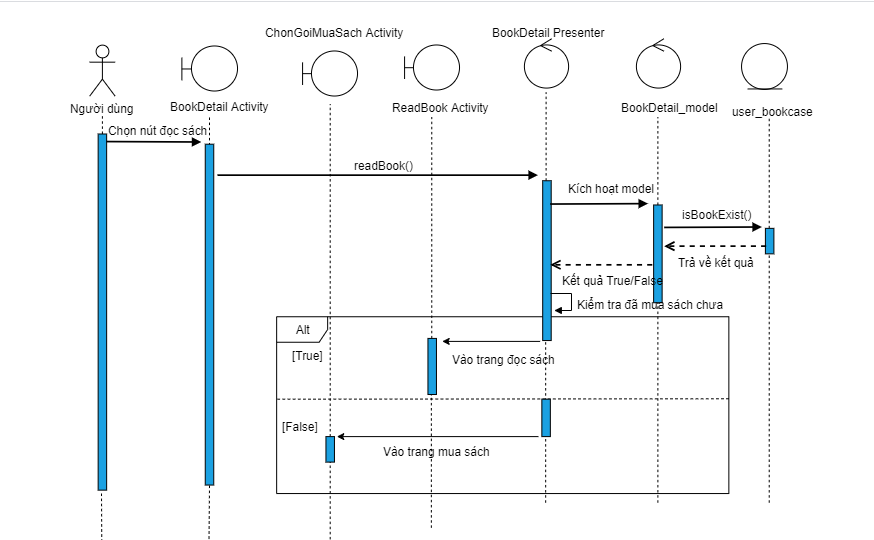 ChonGoiMuaSach Activity
BookDetail Presenter
Người dùng
BookDetail Activity
ReadBook Activity
BookDetail_model
user_bookcase
Chọn nút đọc sách
readBook()
Kích hoạt model
isBookExist()
Trả về kết quả
Kết quả True/False
Kiểm tra đã mua sách chưa
Alt
[True]
Vào trang đọc sách
[False]
Vào trang mua sách